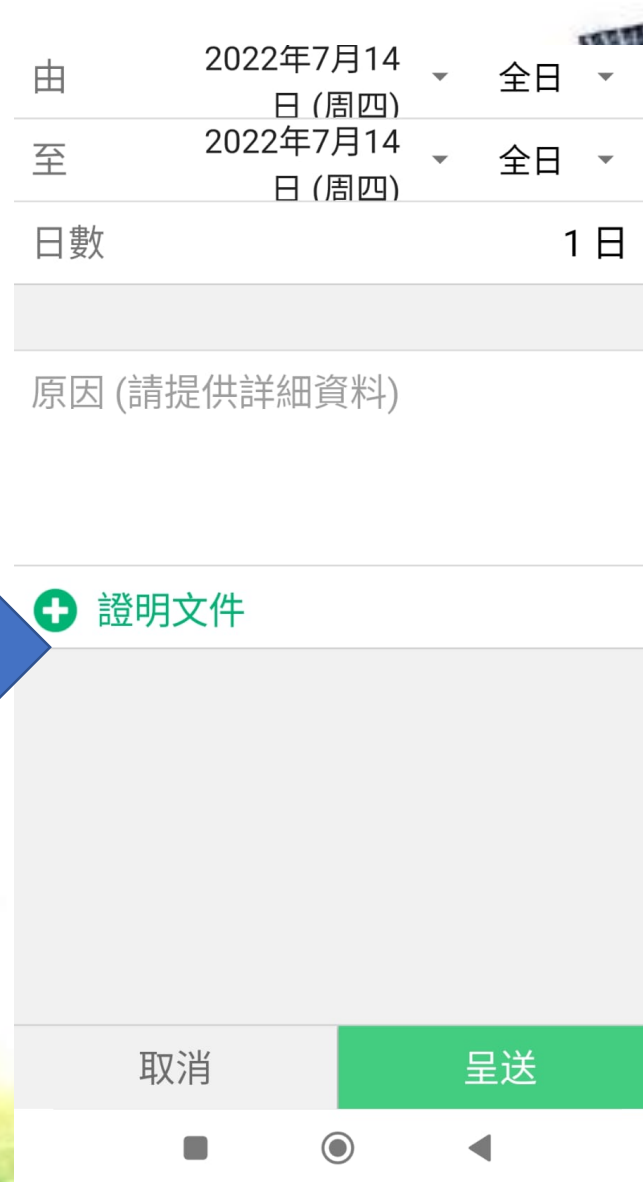 由 2022年7月14日 (周四) 全日
至 2022年7月14日 (周四) 全日
日數 1 日
原因 (請提供詳細資料)
證明文件
取消 呈送